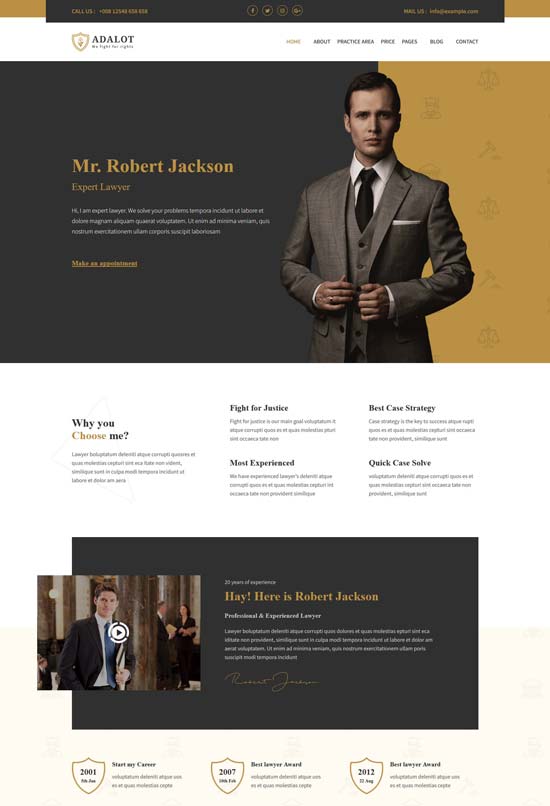 CALL US : +008 12548 658 658
MAIL US : info@example.com
ADALOT
We fight for rights
HOME ABOUT PRACTICE AREA PRICE PAGES BLOG CONTACT
Mr. Robert Jackson
Expert Lawyer
Hi, I am expert lawyer. We solve your problems tempora incidunt ut labore et
dolore magnam aliquam quaerat voluptatem. Ut enim ad minima veniam, quis
nostrum exercitationem ullam corporis suscipit laboriosam
Make an appointment
Why you
Choose me?
Lawyer boluptatum deleniti atque corrupti quosres et
quas molestias cepturi sint eca itate non vident,
similique sunt in culpa modi tempora incidunt ut
labore et dolor am aera
Fight for Justice
Fight for justice is our main goal voluptatum it
atque corrupti quos es et quas molestias pturi
sint occaeca tate non
Best Case Strategy
Case strategy is the key to success atque rupti
quos et quas molestias cepturi sint occaeca
tate non provident, similique sunt
Most Experienced
We have experienced lawyer's deleniti atque
corrupti quos es et quas molestias cepturi int
occaeca tate non provident similique
Quick Case Solve
voluptatum deleniti atque corrupti quos es et
quas molestias cepturi sint occaeca tate non
provident, similique sunt
20 years of experience
Hay! Here is Robert Jackson
Professional & Experienced Lawyer
Lawyer boluptatum deleniti atque corrupti quos dolores et quas molestias cepturi sint eca
iditate non provident, similique sunt in culpa modi tempora incidunt ut labore et dolor am
aerat voluptatem. Ut enim ad minima veniam, quis nostrum exercitationem ullam corporis
suscipit modi tempora incidunt
Robert Jackson
2001
5th Jan
Start my Career
voluptatum deleniti atque uos
es et quas molestias cepte
2007
10th Feb
Best lawyer Award
voluptatum deleniti atque uos
es et quas molestias cepte
2012
22 Aug
Best lawyer Award
voluptatum deleniti atque uos
es et quas molestias cepte